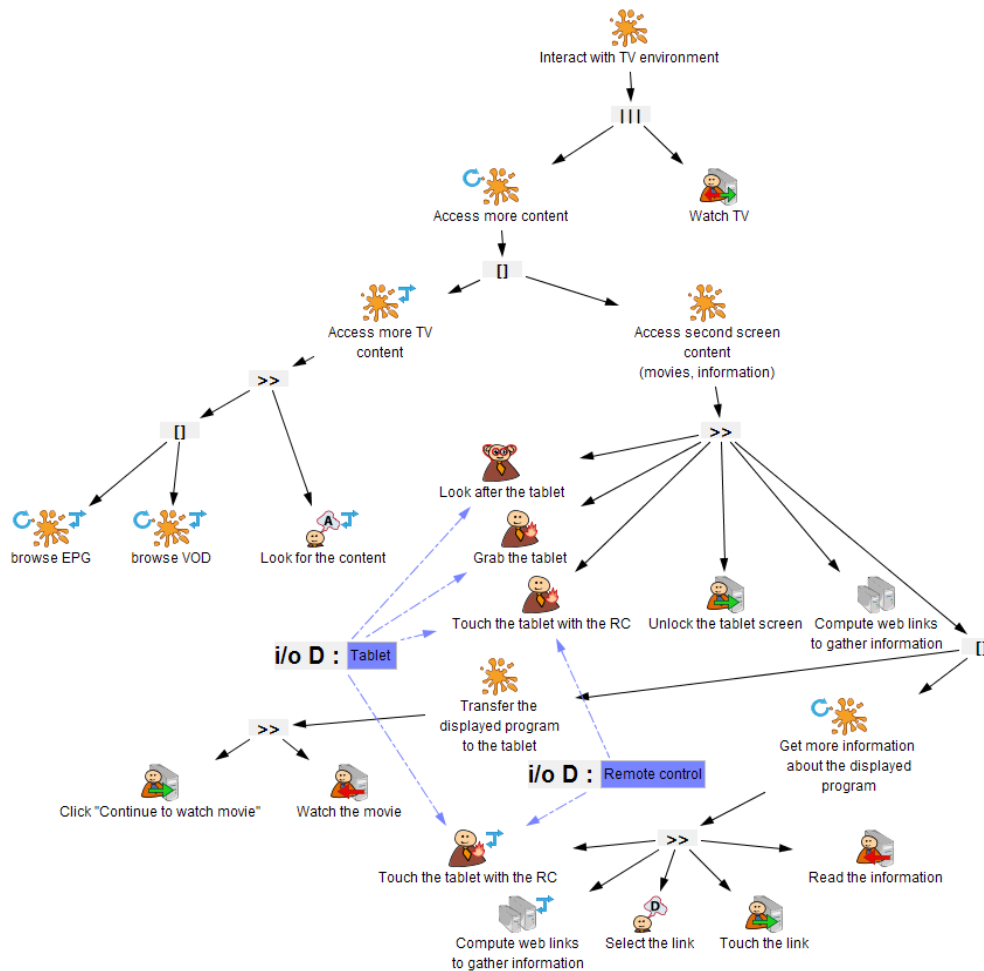 Interact with TV environment
|||
Access more content
Watch TV
[]
Access more TV
content
Access second screen
content
(movies, information)
>>
[]
>>
Look after the tablet
browse EPG
browse VOD
A
Look for the content
Grab the tablet
Touch the tablet with the RC
Unlock the tablet screen
Compute web links
to gather information
[]
i/o D : Tablet
Transfer the
displayed program
to the tablet
>>
Get more information
about the displayed
program
i/o D : Remote control
Click "Continue to watch movie"
Watch the movie
>>
Touch the tablet with the RC
Read the information
D
Compute web links
to gather information
Select the link
Touch the link